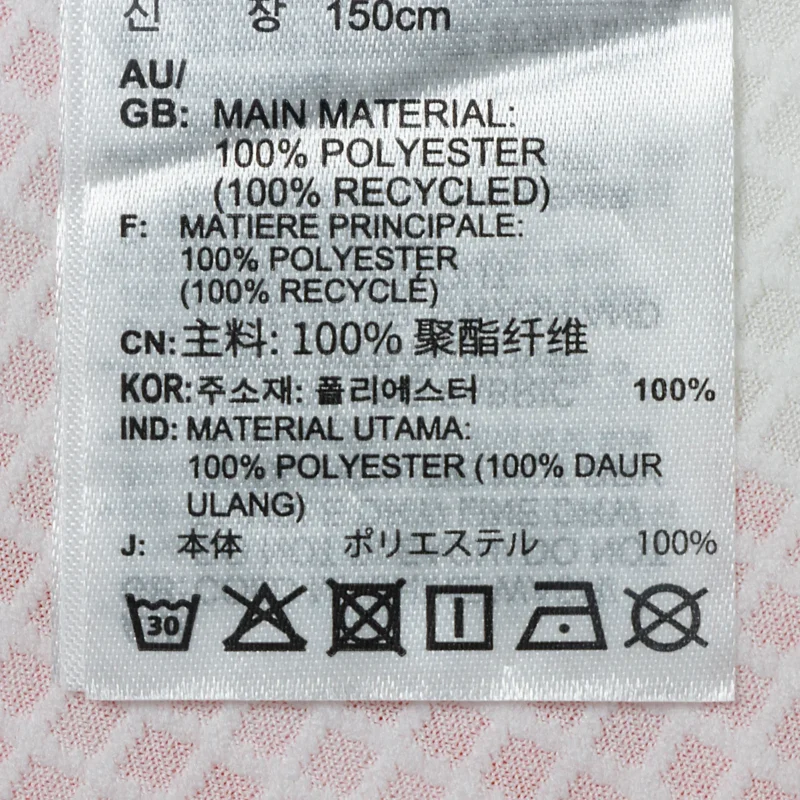 신 장 150cm
AU/
GB: MAIN MATERIAL:
100% POLYESTER
(100% RECYCLED)
F: MATIERE PRINCIPALE:
100% POLYESTER
(100% RECYCLÉ)
CN: 主料: 100% 聚酯纤维
KOR: 주소재: 폴리에스터 100%
IND: MATERIAL UTAMA:
100% POLYESTER (100% DAUR
ULANG)
J: 本体 ポリエステル 100%
30